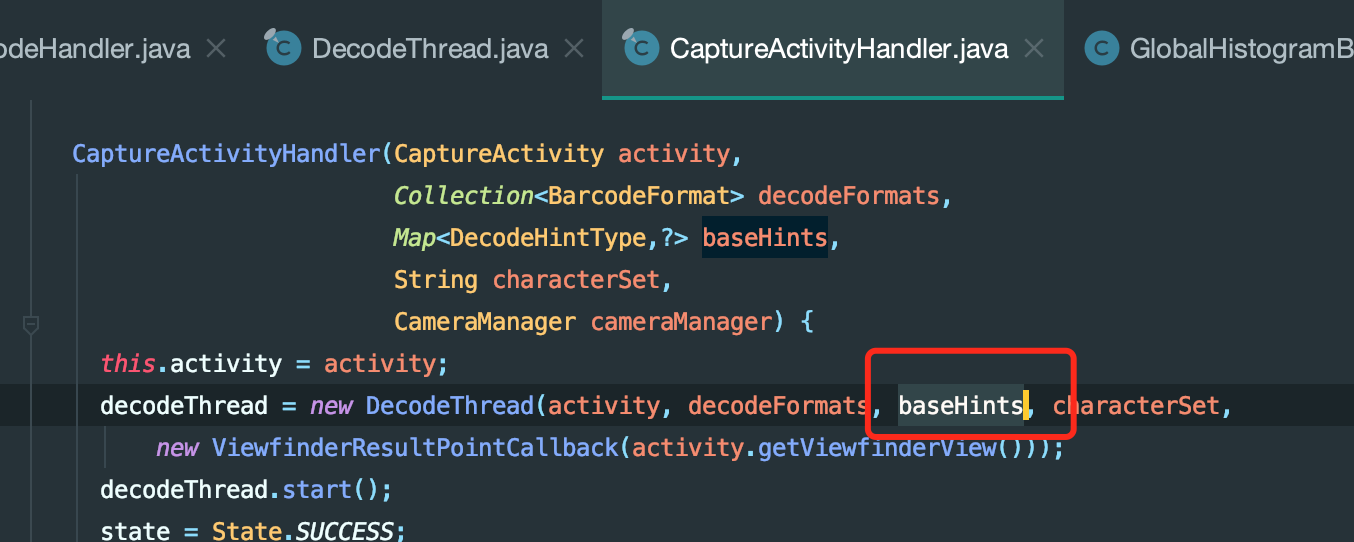 odeHandler.java DecodeThread.java CaptureActivityHandler.java GlobalHistogramB
CaptureActivityHandler(CaptureActivity activity,
Collection<BarcodeFormat> decodeFormats,
Map<DecodeHintType,?> baseHints,
String characterSet,
CameraManager cameraManager) {
this.activity = activity;
decodeThread = new DecodeThread(activity, decodeFormats, baseHints, characterSet,
new ViewfinderResultPointCallback(activity.getViewfinderView()));
decodeThread.start();
state = State.SUCCESS;